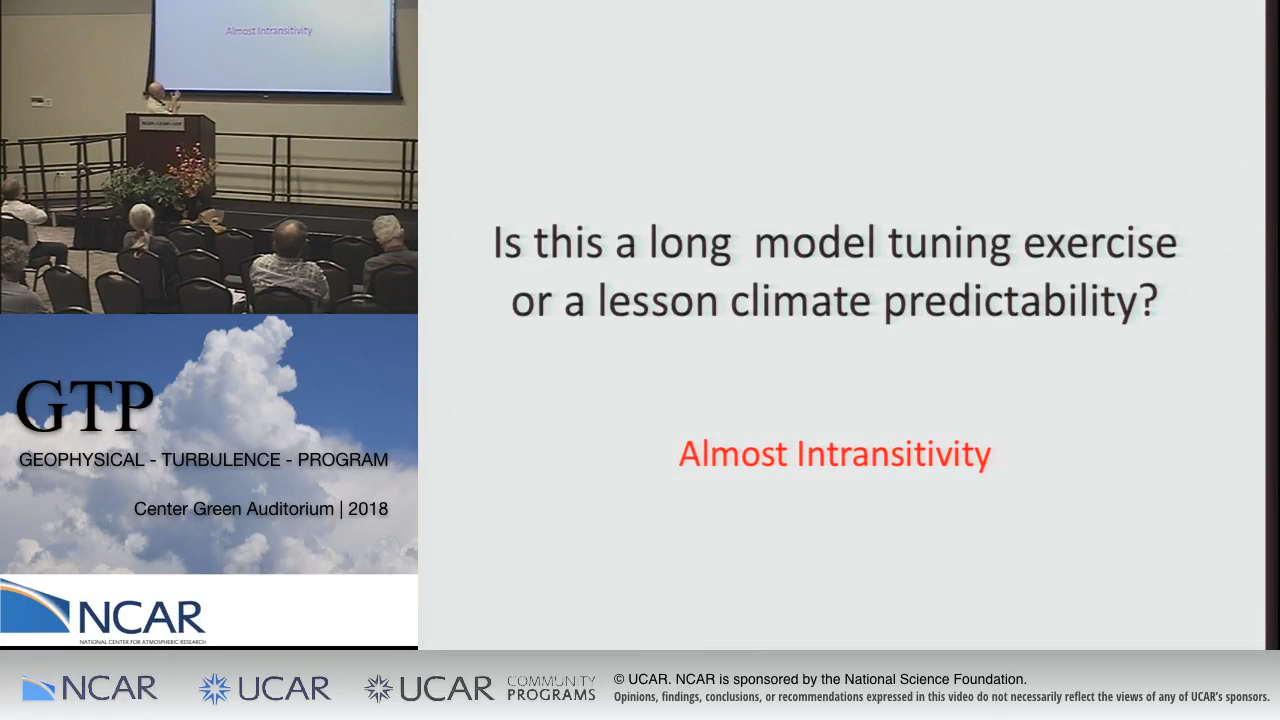 Almost Intransitivity
Is this a long model tuning exercise
or a lesson climate predictability?
Almost Intransitivity
GTP
GEOPHYSICAL - TURBULENCE - PROGRAM
Center Green Auditorium | 2018
NCAR
NATIONAL CENTER FOR ATMOSPHERIC RESEARCH
NCAR
UCAR
UCAR
COMMUNITY
PROGRAMS
© UCAR. NCAR is sponsored by the National Science Foundation.
Opinions, findings, conclusions, or recommendations expressed in this video do not necessarily reflect the views of any of UCAR's sponsors.